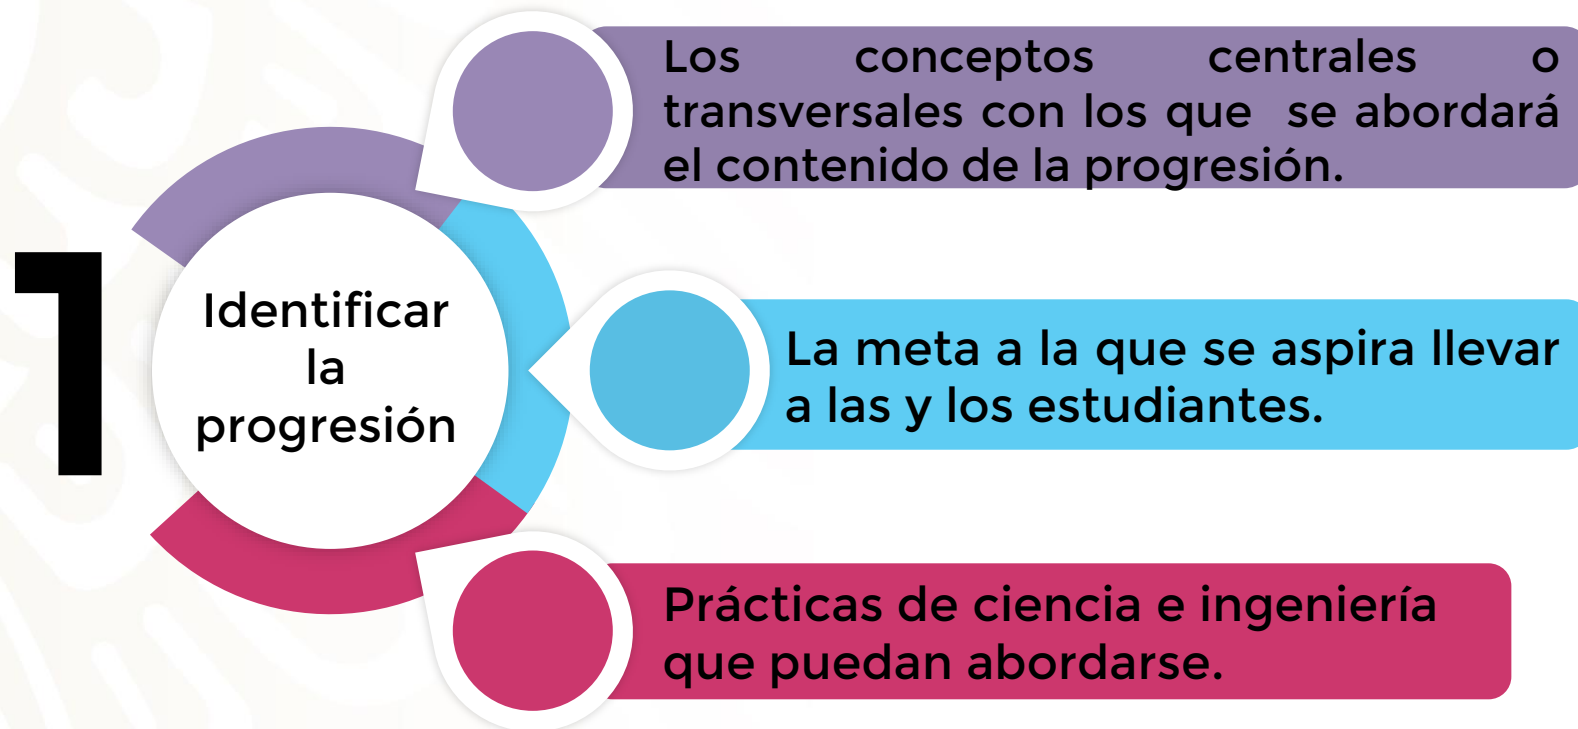 1
Identificar
la
progresión
Los conceptos centrales o
transversales con los que se abordará
el contenido de la progresión.
La meta a la que se aspira llevar
a las y los estudiantes.
Prácticas de ciencia e ingeniería
que puedan abordarse.